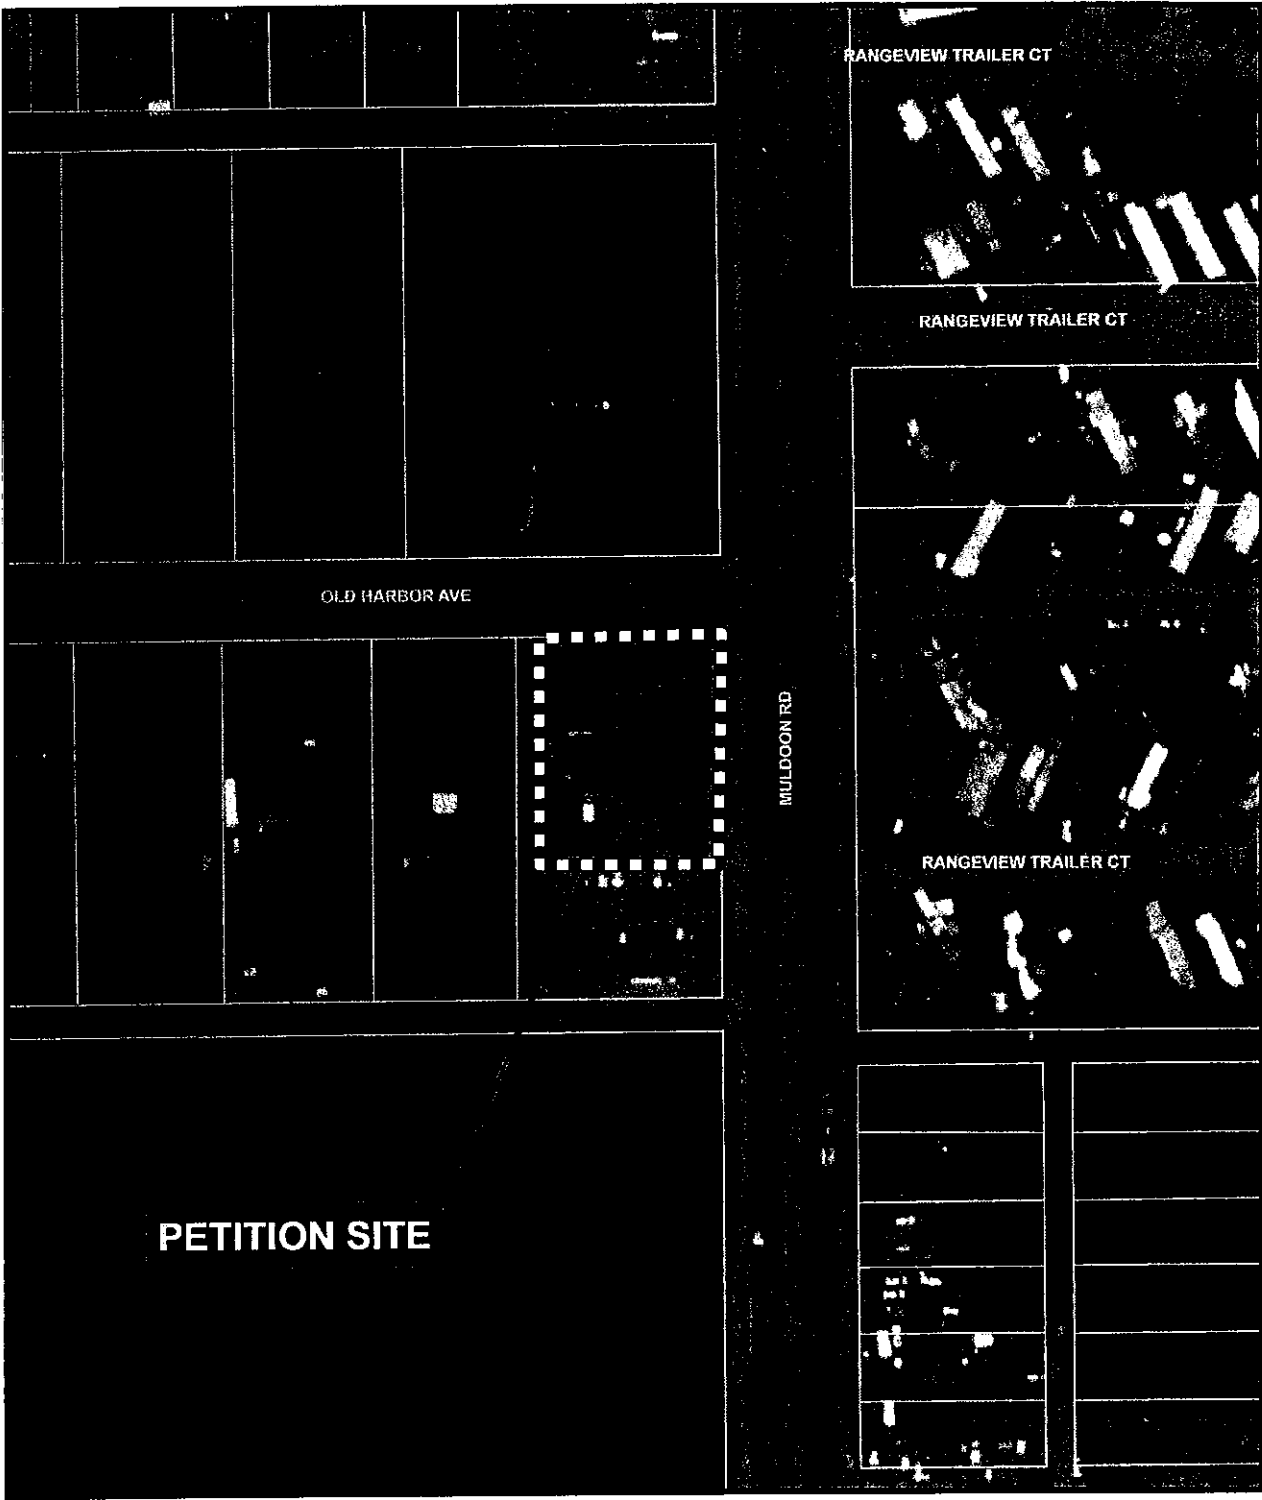 RANGEVIEW TRAILER CT
RANGEVIEW TRAILER CT
OLD HARBOR AVE
MULDOON RD
RANGEVIEW TRAILER CT
PETITION SITE